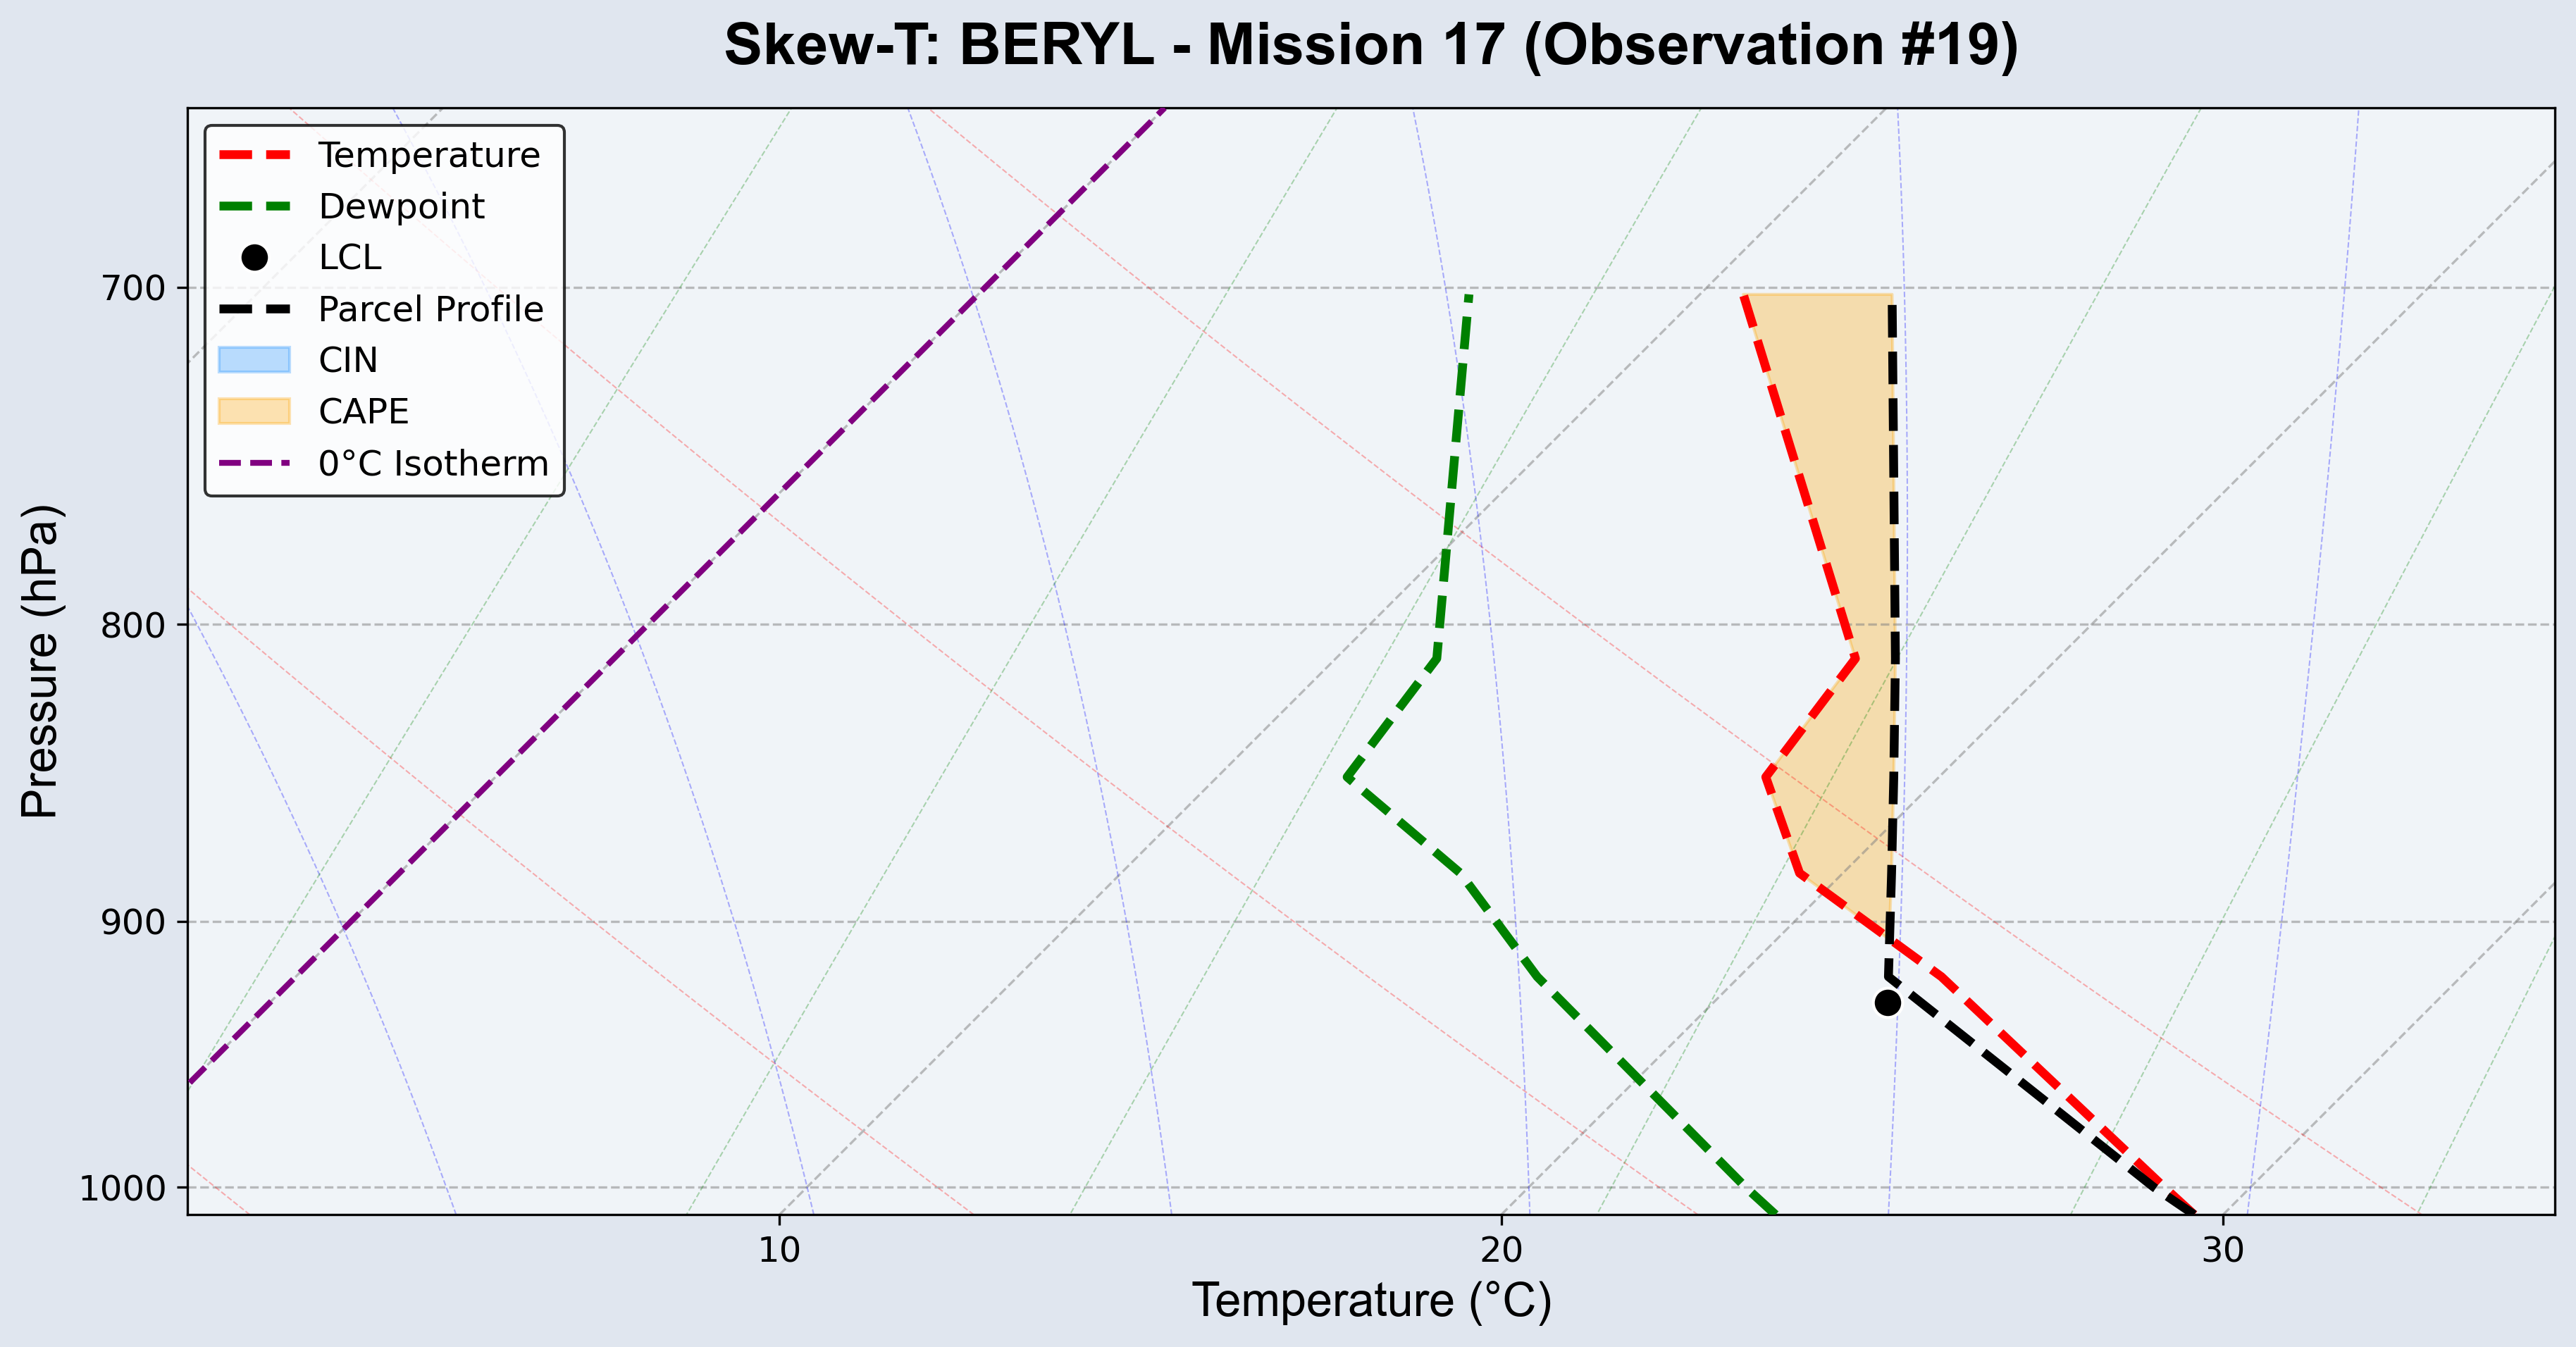 Skew-T: BERYL - Mission 17 (Observation #19)
Temperature
Dewpoint
LCL
Parcel Profile
CIN
CAPE
0°C Isotherm
Pressure (hPa)
700
800
900
1000
10
20
30
Temperature (°C)